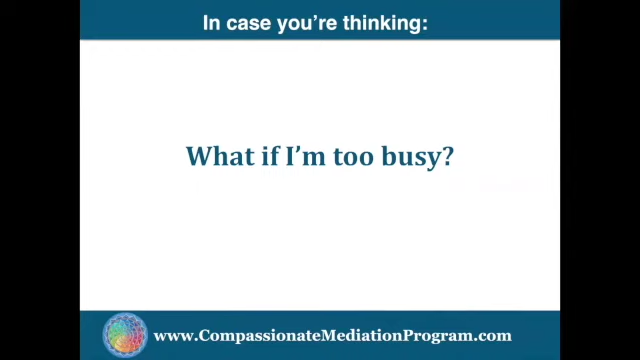 In case you're thinking:
What if I'm too busy?
www.CompassionateMediationProgram.com